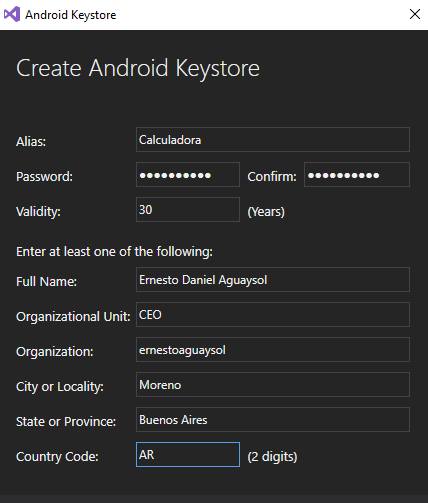 Android Keystore
Create Android Keystore
Alias: Calculadora
Password: ●●●●●●●●●● Confirm: ●●●●●●●●●●
Validity: 30 (Years)
Enter at least one of the following:
Full Name: Ernesto Daniel Aguaysol
Organizational Unit: CEO
Organization: ernestoaguaysol
City or Locality: Moreno
State or Province: Buenos Aires
Country Code: AR (2 digits)